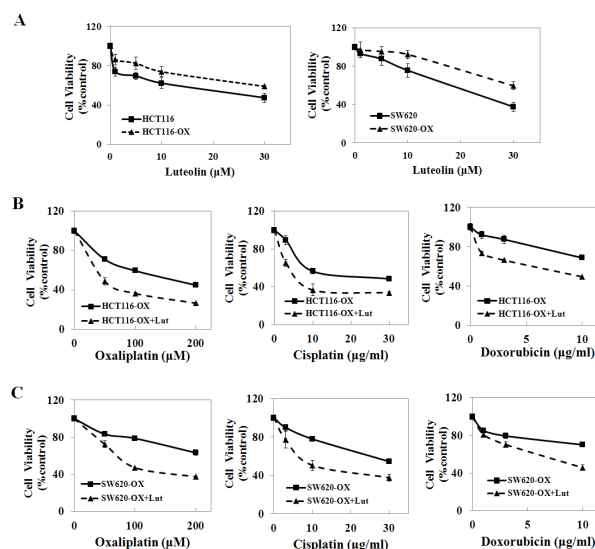 A
120
80
40
0
Cell Viability
(%control)
HCT116
HCT116-OX
0
10
20
30
Luteolin (µM)
120
80
40
0
Cell Viability
(%control)
SW620
SW620-OX
0
10
20
30
Luteolin (µM)
B
120
80
40
0
Cell Viability
(%control)
HCT116-OX
HCT116-OX+Lut
0
100
200
Oxaliplatin (µM)
120
80
40
0
Cell Viability
(%control)
HCT116-OX
HCT116-OX+Lut
0
10
20
30
Cisplatin (µg/ml)
120
80
40
0
Cell Viability
(%control)
HCT116-OX
HCT116-OX+Lut
0
5
10
Doxorubicin (µg/ml)
C
120
80
40
0
Cell Viability
(%control)
SW620-OX
SW620-OX+Lut
0
100
200
Oxaliplatin (µM)
120
80
40
0
Cell Viability
(%control)
SW620-OX
SW620-OX+Lut
0
10
20
30
Cisplatin (µg/ml)
120
80
40
0
Cell Viability
(%control)
SW620-OX
SW620-OX+Lut
0
5
10
Doxorubicin (µg/ml)